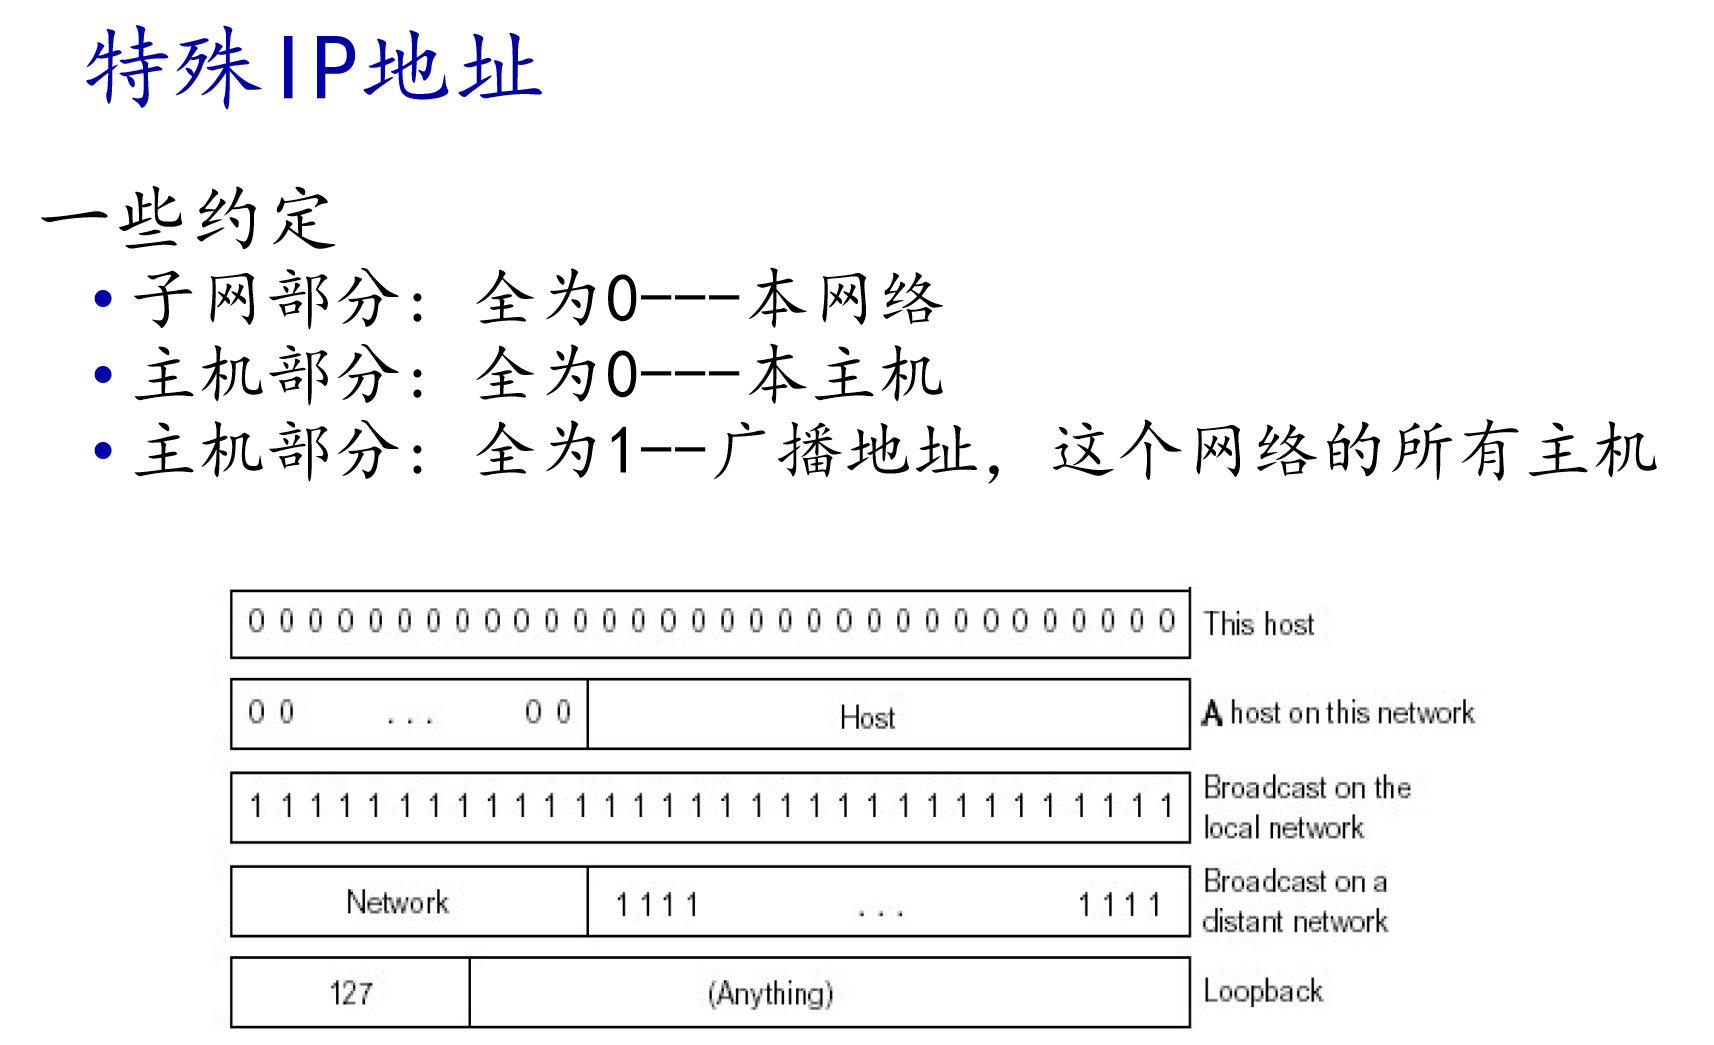 特殊IP地址
一些约定
• 子网部分: 全为0---本网络
• 主机部分: 全为0---本主机
• 主机部分: 全为1--广播地址, 这个网络的所有主机
0 0 0 0 0 0 0 0 0 0 0 0 0 0 0 0 0 0 0 0 0 0 0 0 0 0 0 0 0 0 0 0 This host
0 0 ... 0 0 Host A host on this network
1 1 1 1 1 1 1 1 1 1 1 1 1 1 1 1 1 1 1 1 1 1 1 1 1 1 1 1 1 1 1 1 Broadcast on the
local network
Network 1 1 1 1 ... 1 1 1 1 Broadcast on a
distant network
127 (Anything) Loopback